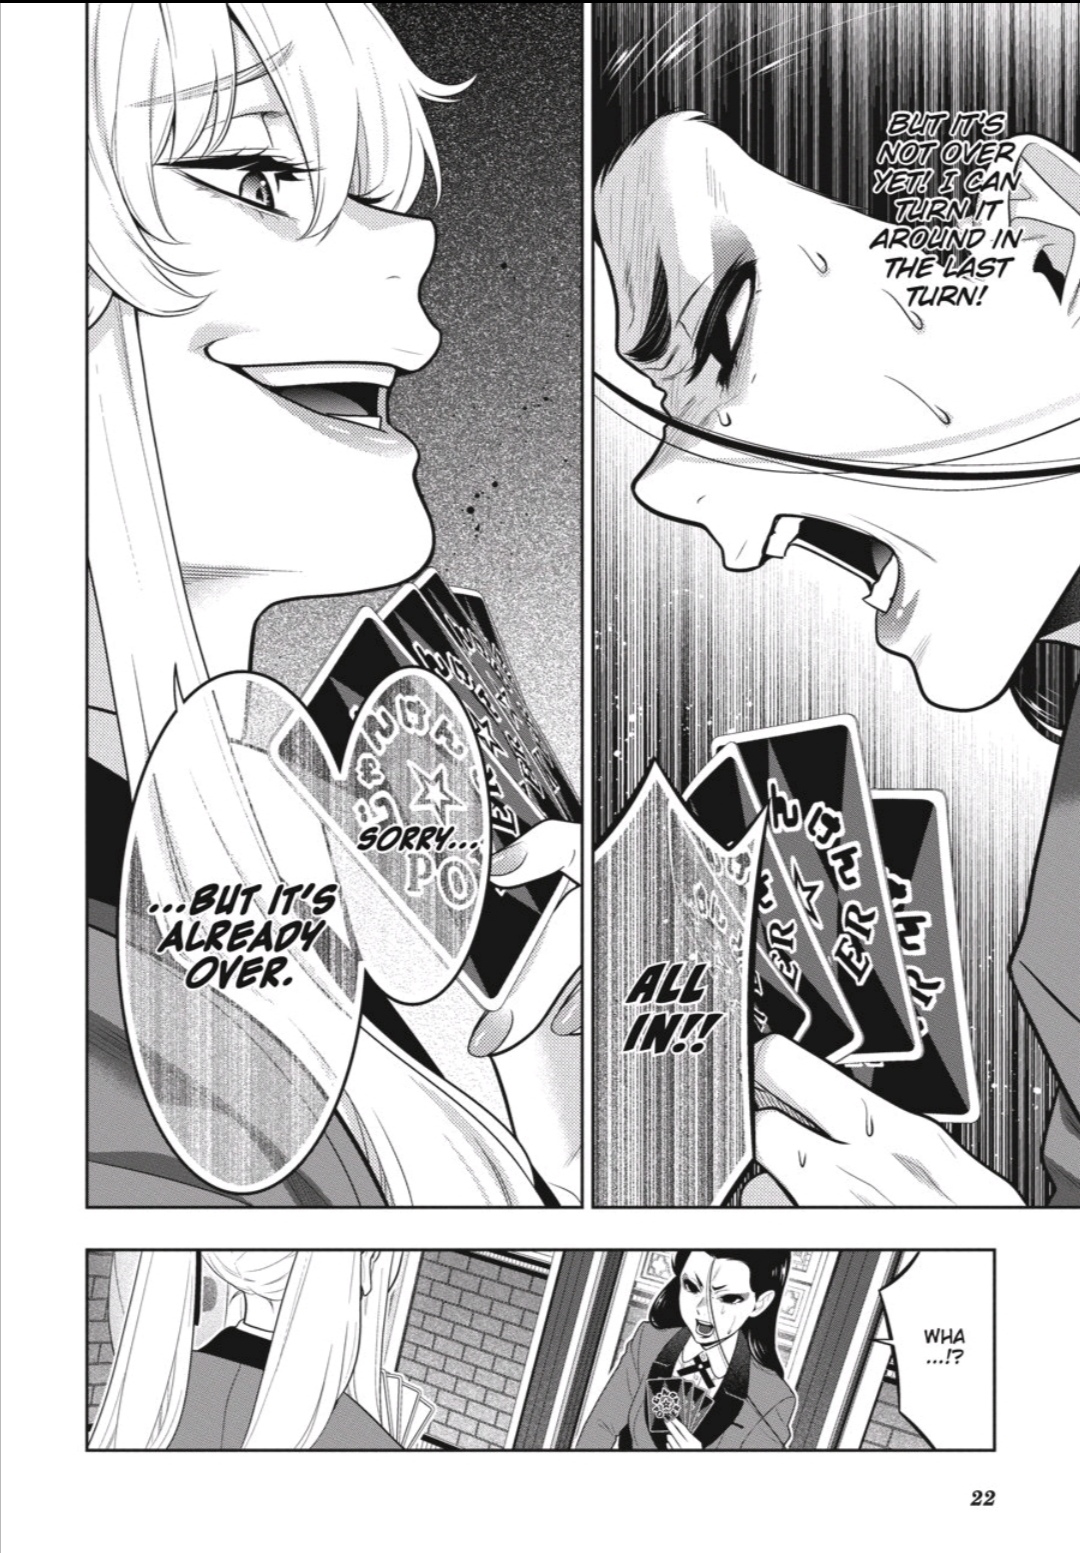 BUT IT'S
NOT OVER
YET! I CAN
TURN IT
AROUND IN
THE LAST
TURN!
ALL
IN!!
SORRY...
...BUT IT'S
ALREADY
OVER.
WHA
...!?
22